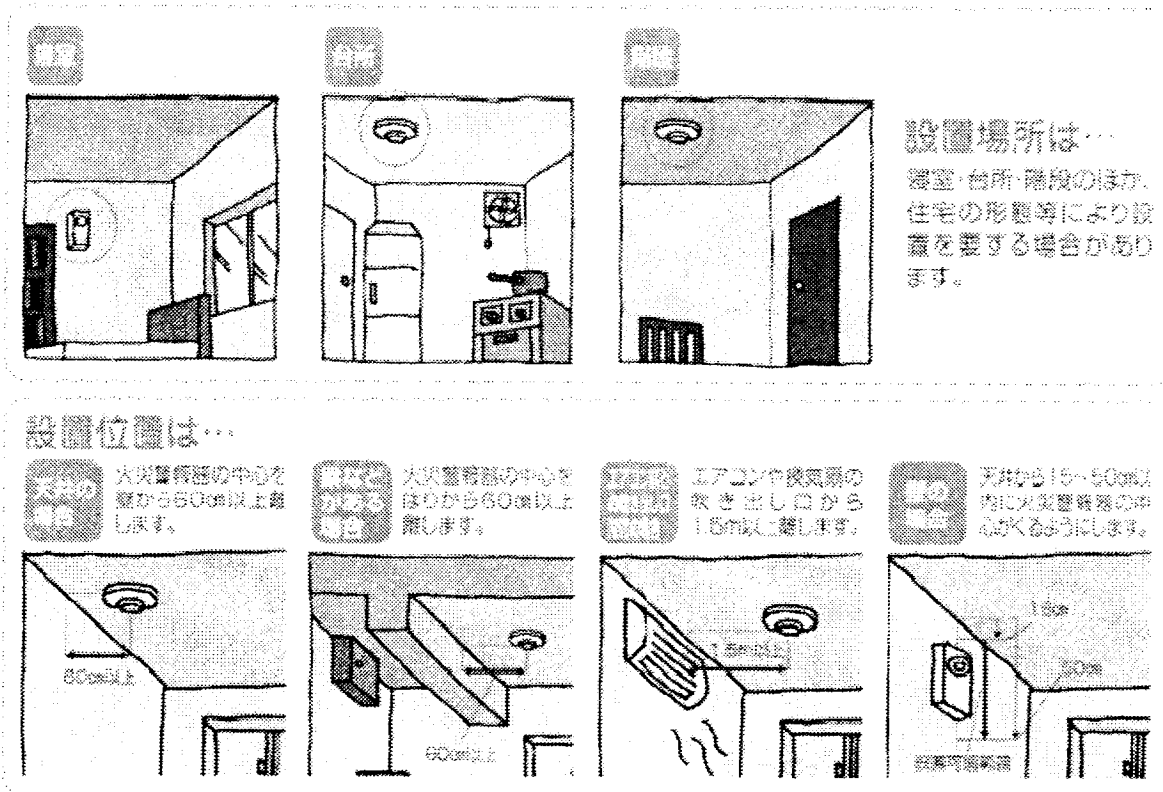 寝室
台所
階段
設置場所は…
寝室・台所・階段のほか、
住宅の形態等により設
置を要する場合があり
ます。
設置位置は…
天井の
場合
火災警報器の中心を
壁から60cm以上離
します。
梁など
がある
場合
火災警報器の中心を
はりから60cm以上
離します。
エアコンや換気扇の
吹き出し口から
1.5m以上離します。
壁の
場合
天井から15~50cm以
内に火災警報器の中
心がくるようにします。
60cm以上
60cm以上
1.5m以上
15cm
50cm